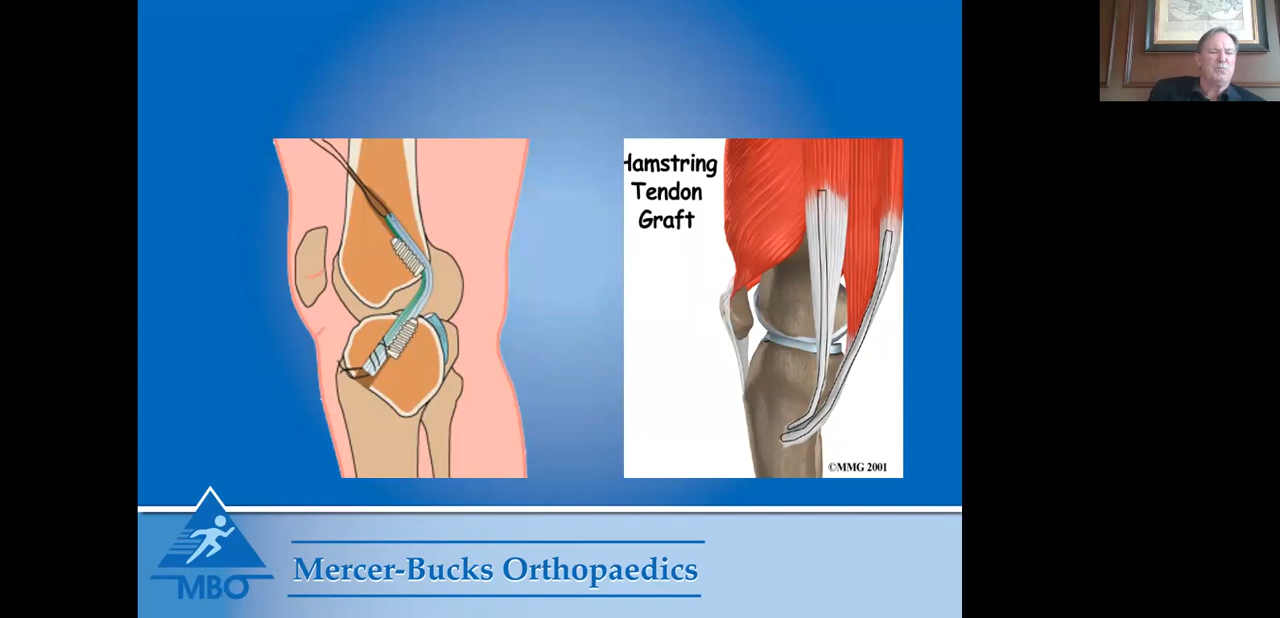 Hamstring
Tendon
Graft
©MMG 2001
MBO
Mercer-Bucks Orthopaedics